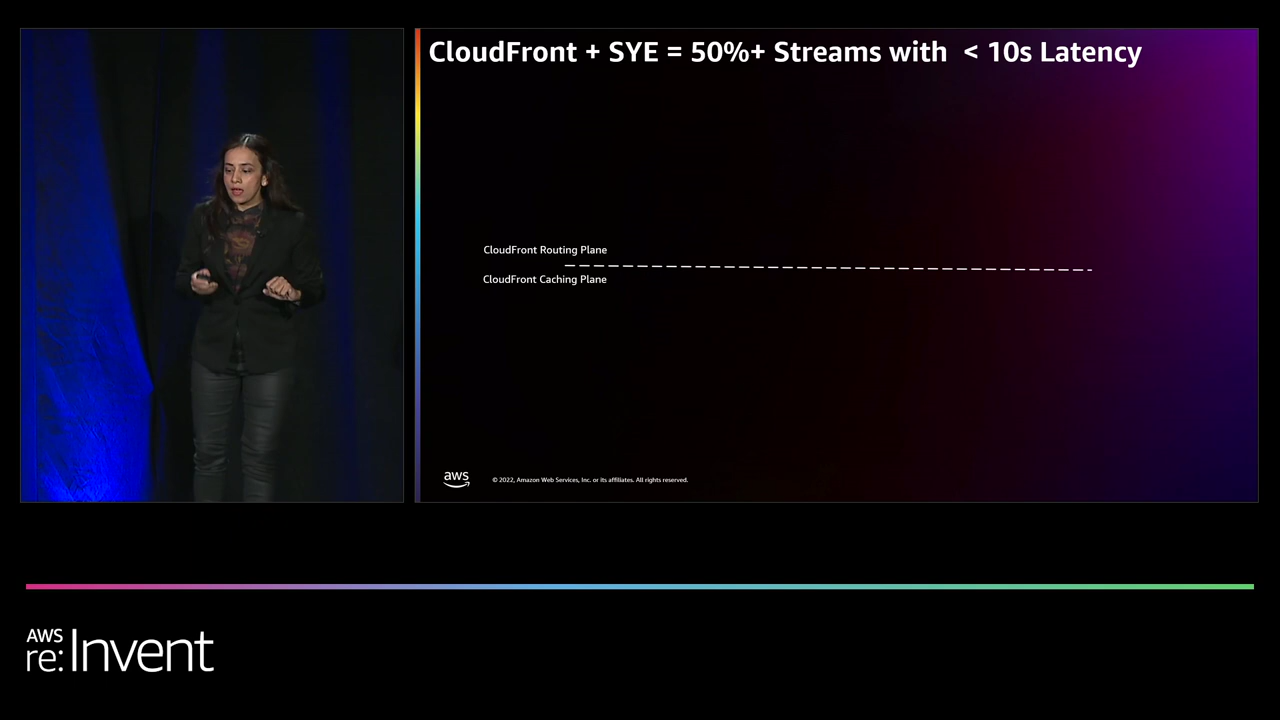 CloudFront + SYE = 50%+ Streams with < 10s Latency
CloudFront Routing Plane
CloudFront Caching Plane
aws
© 2022, Amazon Web Services, Inc. or its affiliates. All rights reserved.
AWS
re:Invent